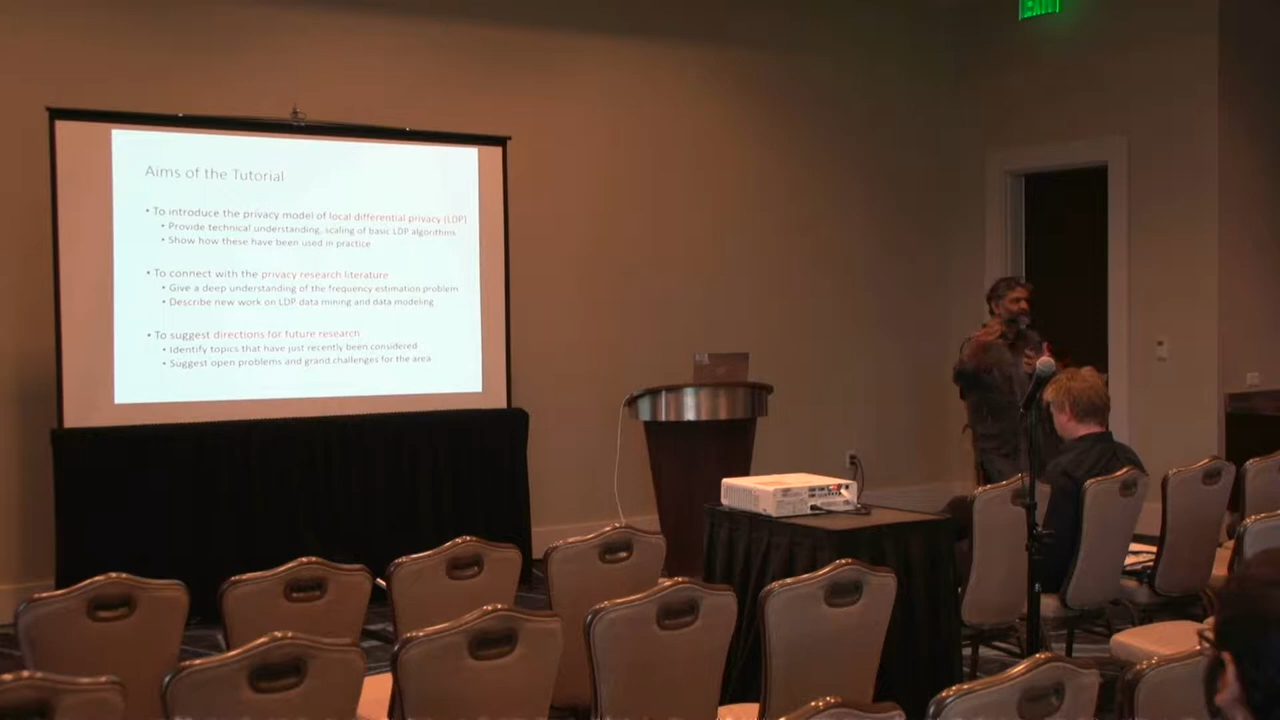 EXIT
Aims of the Tutorial
• To introduce the privacy model of local differential privacy (LDP)
• Provide technical understanding, scaling of basic LDP algorithms
• Show how these have been used in practice
• To connect with the privacy research literature
• Give a deep understanding of the frequency estimation problem
• Describe new work on LDP data mining and data modeling
• To suggest directions for future research
• Identify topics that have just recently been considered
• Suggest open problems and grand challenges for the area